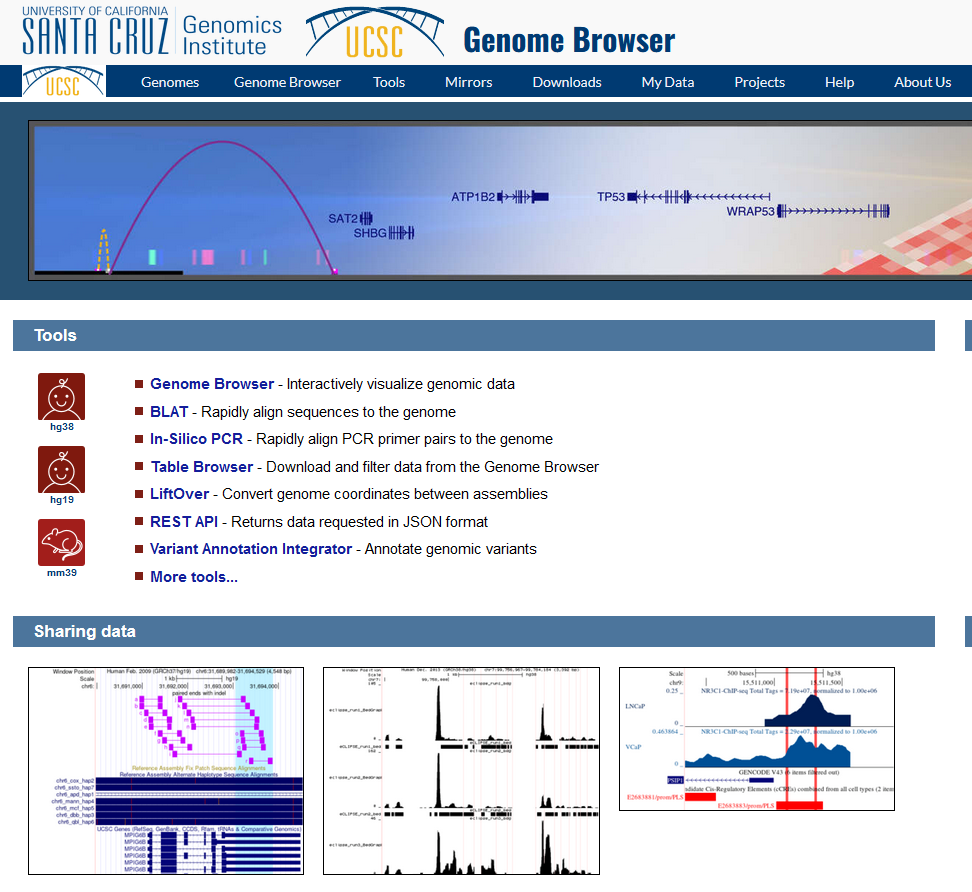 UNIVERSITY OF CALIFORNIA
SANTA CRUZ
Genomics
Institute
UCSC
Genome Browser
UCSC
Genomes
Genome Browser
Tools
Mirrors
Downloads
My Data
Projects
Help
About Us
ATP1B2
TP53
WRAP53
SAT2
SHBG
Tools
hg38
hg19
mm39
Genome Browser - Interactively visualize genomic data
BLAT - Rapidly align sequences to the genome
In-Silico PCR - Rapidly align PCR primer pairs to the genome
Table Browser - Download and filter data from the Genome Browser
LiftOver - Convert genome coordinates between assemblies
REST API - Returns data requested in JSON format
Variant Annotation Integrator - Annotate genomic variants
More tools...
Sharing data
Window Position Human Feb. 2009 (GRCh37/hg19) chr6:31,689,982-31,694,529 (4,548 bp)
Scale 1 kb hg19
chr6: 31,691,000 31,692,000 31,693,000 31,694,000
paired ends with indel
Reference Assembly Fix Patch Sequence Alignments
Reference Assembly Alternate Haplotype Sequence Alignments
chr6_cox_hap2
chr6_ssto_hap7
chr6_apd_hap1
chr6_mann_hap4
chr6_mcf_hap5
chr6_dbb_hap3
chr6_qbl_hap6
UCSC Genes (RefSeq, GenBank, CCDS, Rfam, tRNAs & Comparative Genomics)
MPIG6B
MPIG6B
MPIG6B
MPIG6B
MPIG6B
MPIG6B
Window Position
Scale
chr7:
1 kb hg38
Scale 500 bases hg38
chr9: 15,511,000 15,511,500
0.25 NR3C1-ChIP-seq Total Tags = 7.19e+07, normalized to 1.00e+06
LNCaP
0
0.463864 NR3C1-ChIP-seq Total Tags = 5.29e+07, normalized to 1.00e+06
VCaP
0
GENCODE V43 (6 items filtered out)
PSIP1
didate Cis-Regulatory Elements (cCREs) combined from all cell types (2 item
E2683881/prom/PLS
E2683883/prom/PLS